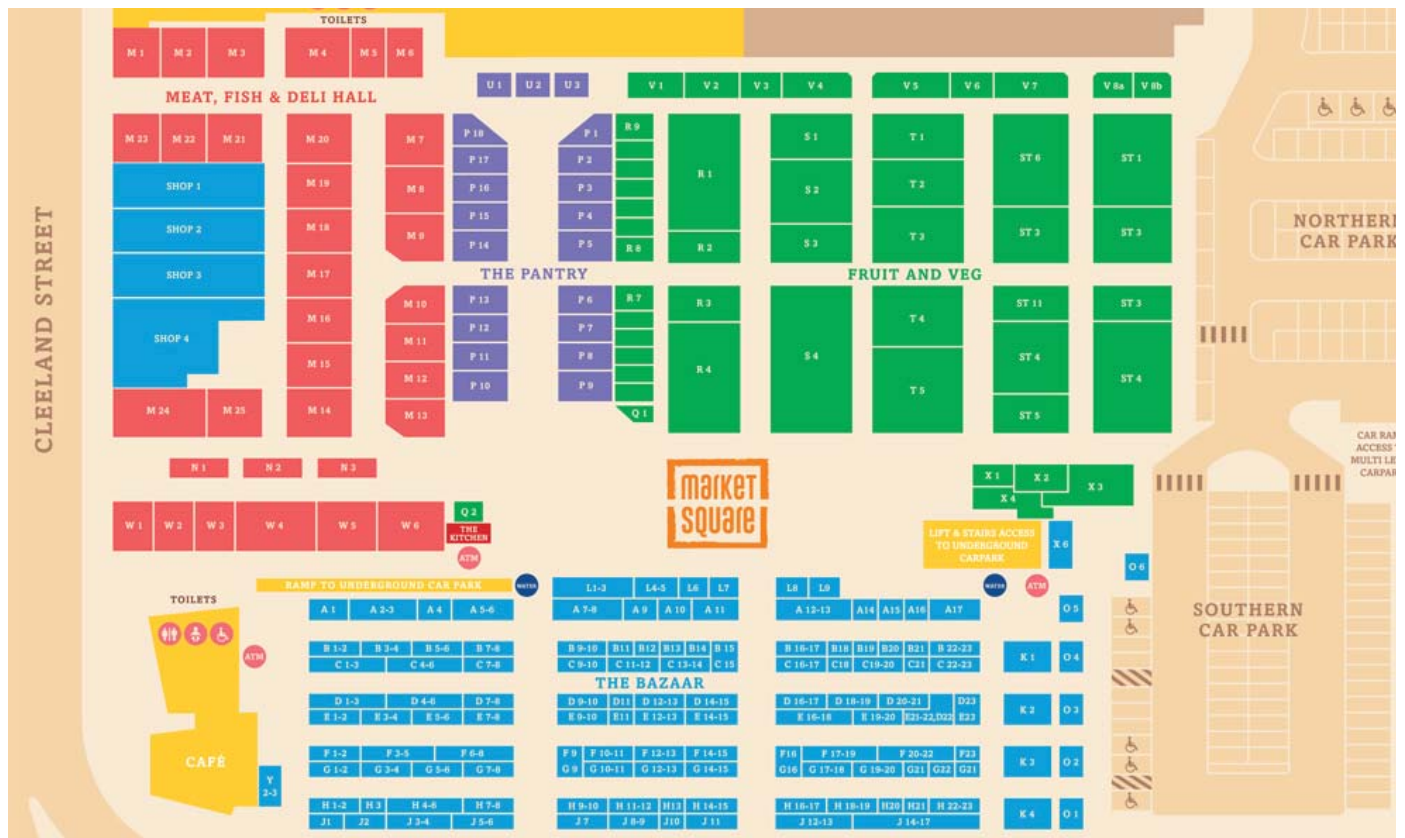 TOILETS
M 1 M 2 M 3 M 4 M 5 M 6
U 1 U 2 U 3 V 1 V 2 V 3 V 4 V 5 V 6 V 7 V 8a V 8b
MEAT, FISH & DELI HALL
M 23 M 22 M 21 M 20 M 7 P 18 P 1 R 9 S 1 T 1
P 17 P 2 ST 6 ST 1
SHOP 1 M 19 M 8 P 16 P 3 R 1 S 2 T 2
SHOP 2 M 18 M 9 P 15 P 4 T 3 ST 3 ST 3
P 14 P 5 R 8 R 2 S 3
NORTHERN
CAR PARK
SHOP 3 M 17 THE PANTRY FRUIT AND VEG
M 16 M 10 P 13 P 6 R 7 R 3 ST 11 ST 3
SHOP 4 M 11 P 12 P 7 T 4
M 15 P 11 P 8 R 4 S 4 ST 4 ST 4
M 12 P 10 P 9 T 5
M 24 M 25 M 14 M 13 Q 1 ST 5
CLEELAND STREET
CAR
ACCESS
N 1 N 2 N 3
market
square
X 1 X 2 X 3
X 4
W 1 W 2 W 3 W 4 W 5 W 6 Q 2
THE
KITCHEN
ATM
LIFT & STAIRS ACCESS
TO UNDERGROUND
CARPARK
X 6
O 6
RAMP TO UNDERGROUND CAR PARK WATER L1-3 L4-5 L6 L7 L8 L9 WATER ATM
TOILETS
A 1 A 2-3 A 4 A 5-6 A 7-8 A 9 A 10 A 11 A 12-13 A14 A15 A16 A17 O 5
SOUTHERN
CAR PARK
ATM
B 1-2 B 3-4 B 5-6 B 7-8 B 9-10 B11 B12 B13 B14 B 15 B 16-17 B18 B19 B20 B21 B 22-23
C 1-3 C 4-6 C 7-8 C 9-10 C 11-12 C 13-14 C 15 C 16-17 C18 C19-20 C21 C 22-23 K 1 O 4
THE BAZAAR
D 1-3 D 4-6 D 7-8 D 9-10 D11 D 12-13 D 14-15 D 16-17 D 18-19 D 20-21 D23
E 1-2 E 3-4 E 5-6 E 7-8 E 9-10 E11 E 12-13 E 14-15 E 16-18 E 19-20 E21-22,D22 E23 K 2 O 3
F 1-2 F 3-5 F 6-8 F 9 F 10-11 F 12-13 F 14-15 F16 F 17-19 F 20-22 F23
CAFÉ
G 1-2 G 3-4 G 5-6 G 7-8 G 9 G 10-11 G 12-13 G 14-15 G16 G 17-18 G 19-20 G21 G22 G21 K 3 O 2
Y
2-3
H 1-2 H 3 H 4-6 H 7-8 H 9-10 H 11-12 H13 H 14-15 H 16-17 H 18-19 H20 H21 H 22-23
J1 J2 J 3-4 J 5-6 J 7 J 8-9 J10 J 11 J 12-13 J 14-17 K 4 O 1